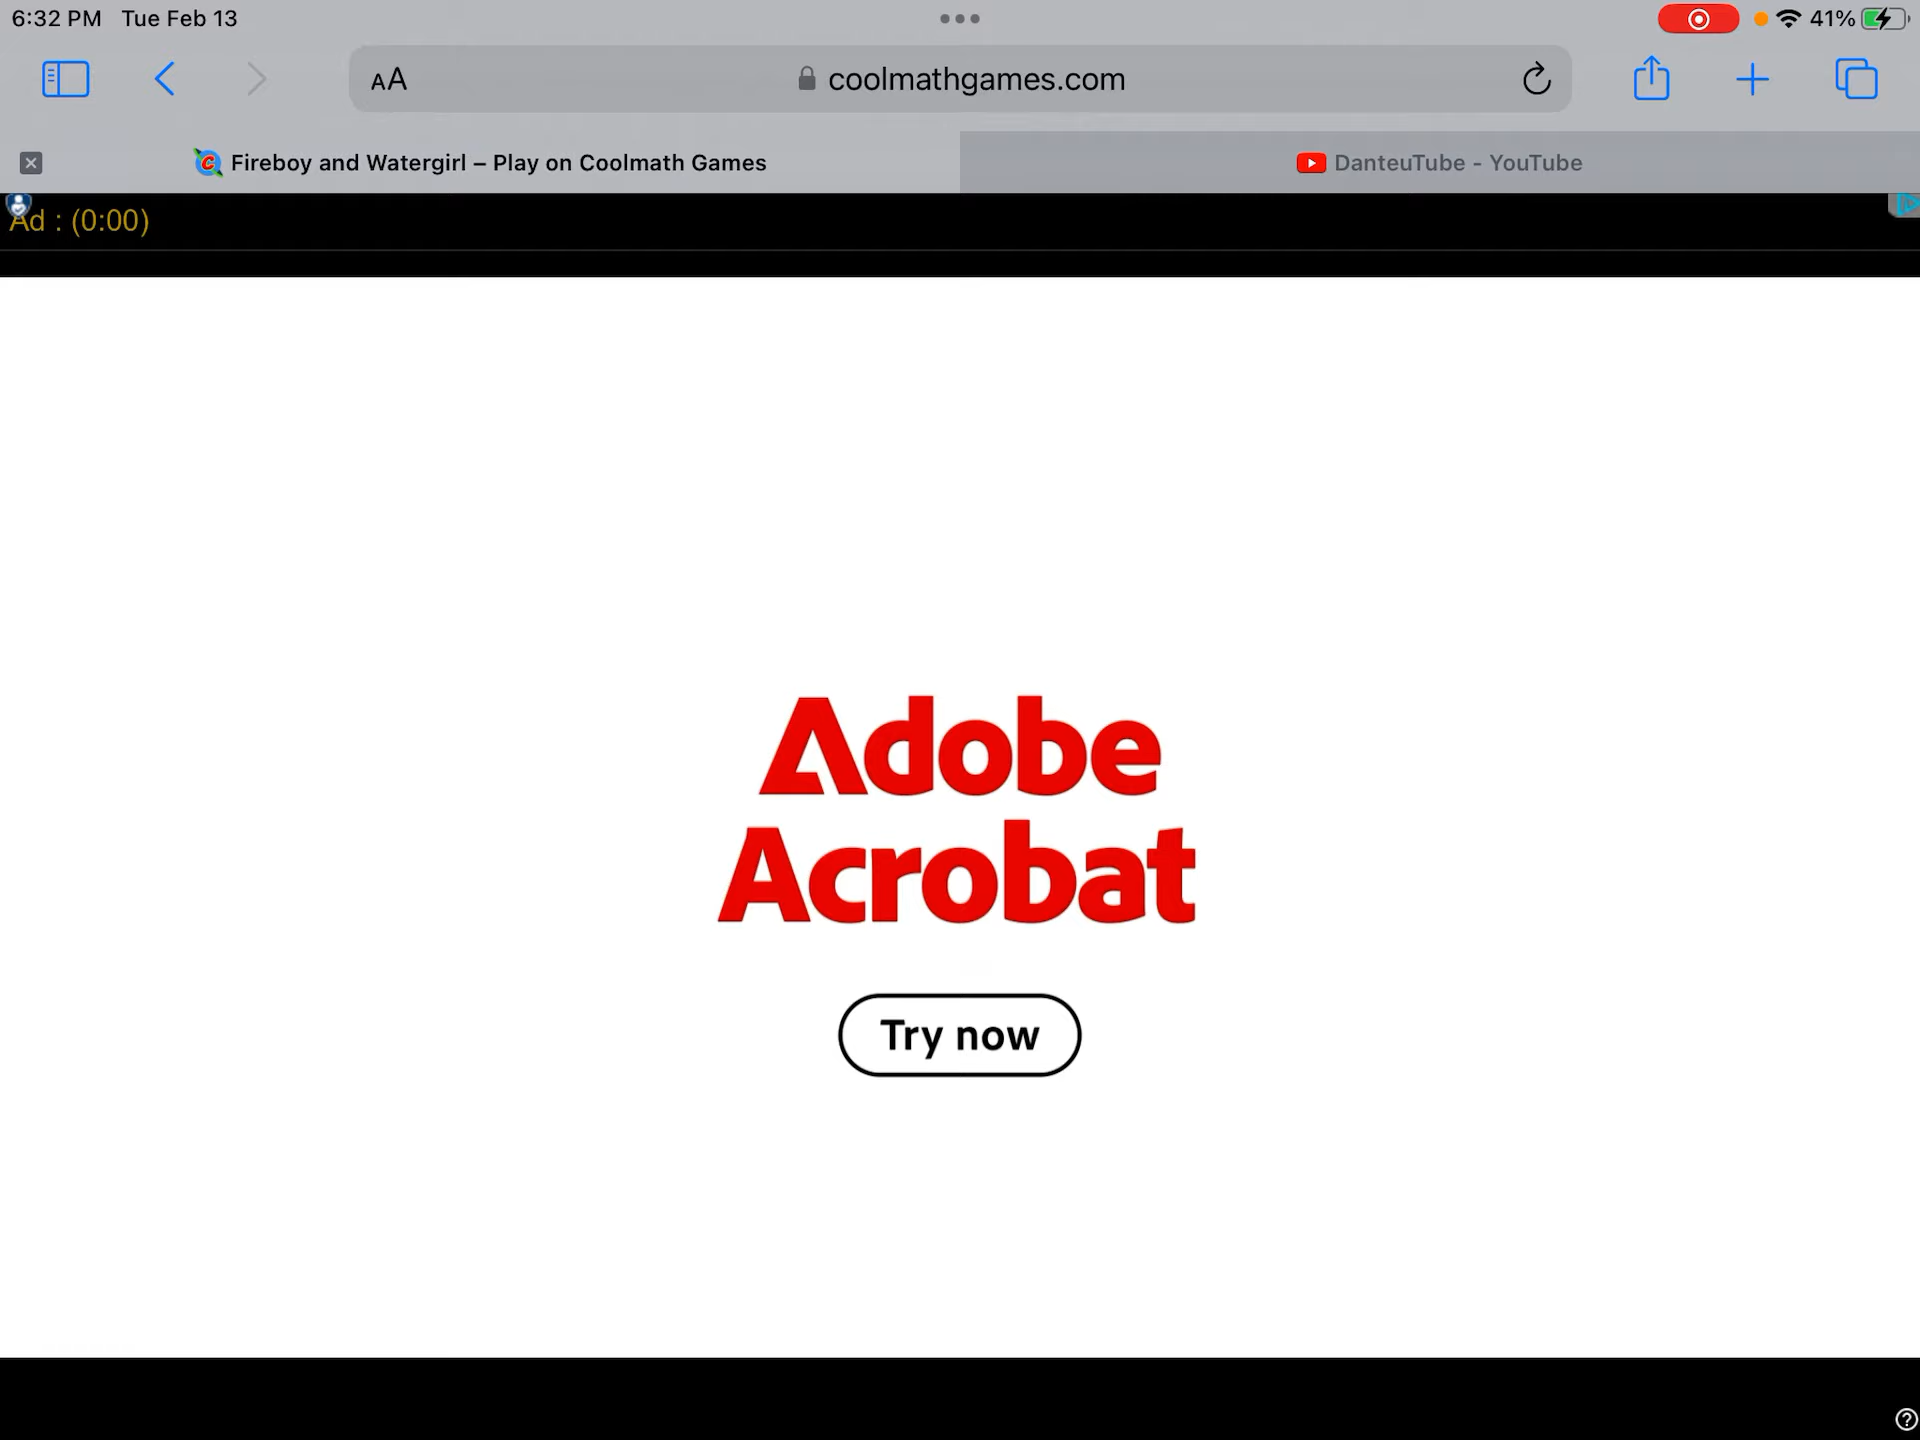 6:32 PM Tue Feb 13
41%
AA
coolmathgames.com
Fireboy and Watergirl – Play on Coolmath Games
DanteuTube - YouTube
Ad : (0:00)
Adobe
Acrobat
Try now